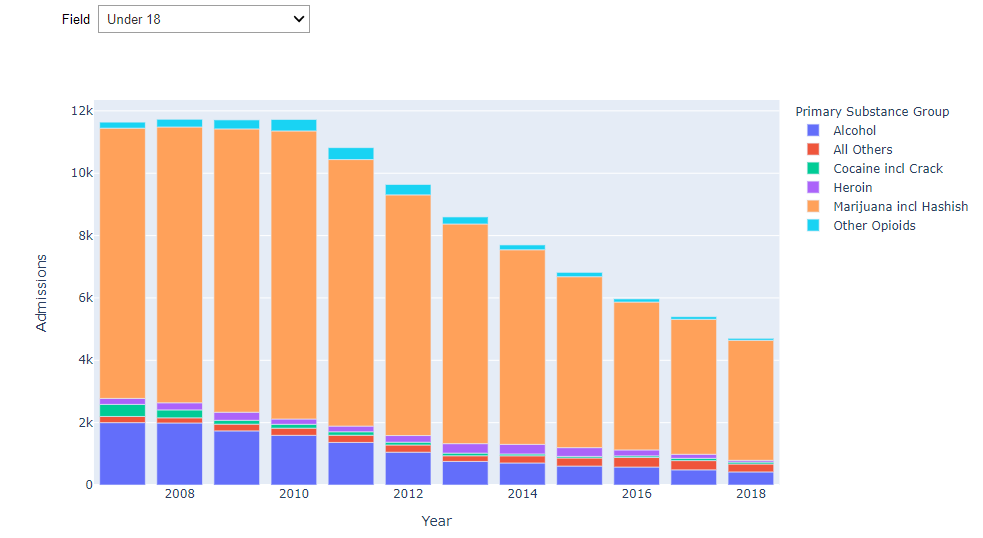 Field Under 18
Primary Substance Group
Alcohol
All Others
Cocaine incl Crack
Heroin
Marijuana incl Hashish
Other Opioids
12k
10k
8k
6k
4k
2k
0
Admissions
2008 2010 2012 2014 2016 2018
Year